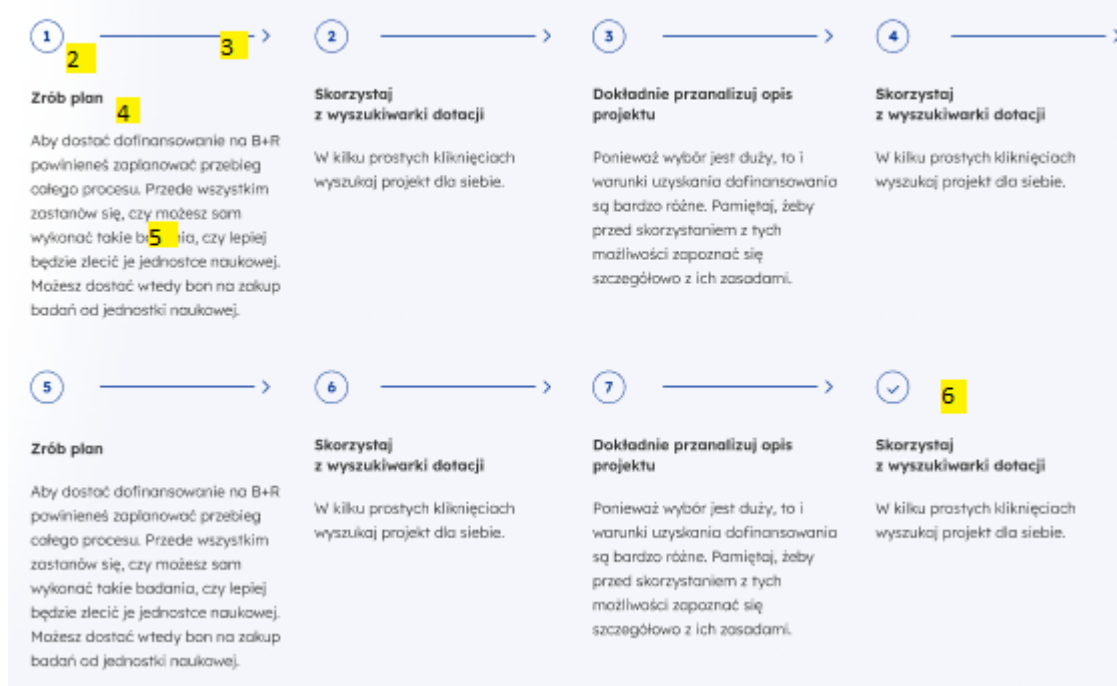 1
2
3
2
3
4
Zrób plan
4
Aby dostać dofinansowanie na B+R
powinieneś zaplanować przebieg
całego procesu. Przede wszystkim
zastanów się, czy możesz sam
wykonać takie b 5 ia, czy lepiej
będzie zlecić je jednostce naukowej.
Możesz dostać wtedy bon na zakup
badań od jednostki naukowej.
Skorzystaj
z wyszukiwarki dotacji
W kilku prostych kliknięciach
wyszukaj projekt dla siebie.
Dokładnie przanalizuj opis
projektu
Ponieważ wybór jest duży, to i
warunki uzyskania dofinansowania
są bardzo różne. Pamiętaj, żeby
przed skorzystaniem z tych
możliwości zapoznać się
szczegółowo z ich zasadami.
Skorzystaj
z wyszukiwarki dotacji
W kilku prostych kliknięciach
wyszukaj projekt dla siebie.
5
6
7
6
Zrób plan
Aby dostać dofinansowanie na B+R
powinieneś zaplanować przebieg
całego procesu. Przede wszystkim
zastanów się, czy możesz sam
wykonać takie badania, czy lepiej
będzie zlecić je jednostce naukowej.
Możesz dostać wtedy bon na zakup
badań od jednostki naukowej.
Skorzystaj
z wyszukiwarki dotacji
W kilku prostych kliknięciach
wyszukaj projekt dla siebie.
Dokładnie przanalizuj opis
projektu
Ponieważ wybór jest duży, to i
warunki uzyskania dofinansowania
są bardzo różne. Pamiętaj, żeby
przed skorzystaniem z tych
możliwości zapoznać się
szczegółowo z ich zasadami.
Skorzystaj
z wyszukiwarki dotacji
W kilku prostych kliknięciach
wyszukaj projekt dla siebie.